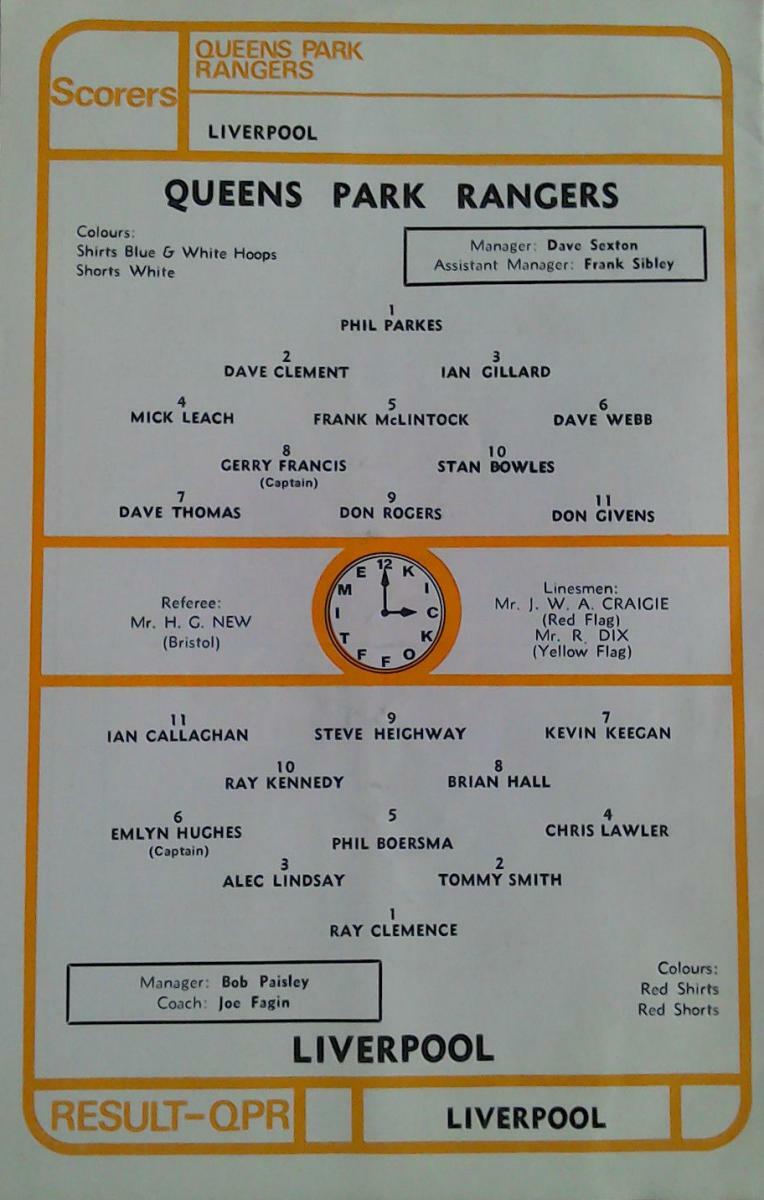 Scorers
QUEENS PARK
RANGERS
LIVERPOOL
QUEENS PARK RANGERS
Colours:
Shirts Blue & White Hoops
Shorts White
Manager: Dave Sexton
Assistant Manager: Frank Sibley
1
PHIL PARKES
2 3
DAVE CLEMENT IAN GILLARD
4 5 6
MICK LEACH FRANK McLINTOCK DAVE WEBB
8 10
GERRY FRANCIS STAN BOWLES
(Captain)
7 9 11
DAVE THOMAS DON ROGERS DON GIVENS
Referee:
Mr. H. G. NEW
(Bristol)
12 KICK OFF TIME
Linesmen:
Mr. J. W. A. CRAIGIE
(Red Flag)
Mr. R. DIX
(Yellow Flag)
11 9 7
IAN CALLAGHAN STEVE HEIGHWAY KEVIN KEEGAN
10 8
RAY KENNEDY BRIAN HALL
6 5 4
EMLYN HUGHES PHIL BOERSMA CHRIS LAWLER
(Captain)
3 2
ALEC LINDSAY TOMMY SMITH
1
RAY CLEMENCE
Manager: Bob Paisley
Coach: Joe Fagin
Colours:
Red Shirts
Red Shorts
LIVERPOOL
RESULT-QPR LIVERPOOL